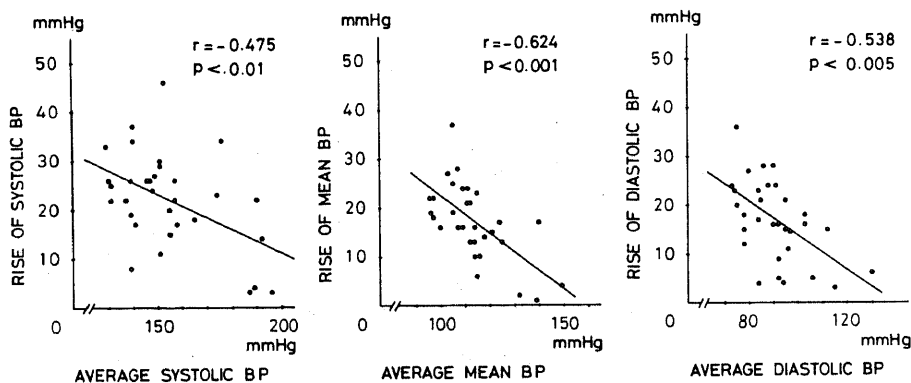 mmHg
r=-0.475
p<.0.01
50
40
30
20
10
0
150
200
mmHg
RISE OF SYSTOLIC BP
AVERAGE SYSTOLIC BP
mmHg
r=-0.624
p<0.001
50
40
30
20
10
0
100
150
mmHg
RISE OF MEAN BP
AVERAGE MEAN BP
mmHg
r=-0.538
p<0.005
50
40
30
20
10
0
80
120
mmHg
RISE OF DIASTOLIC BP
AVERAGE DIASTOLIC BP